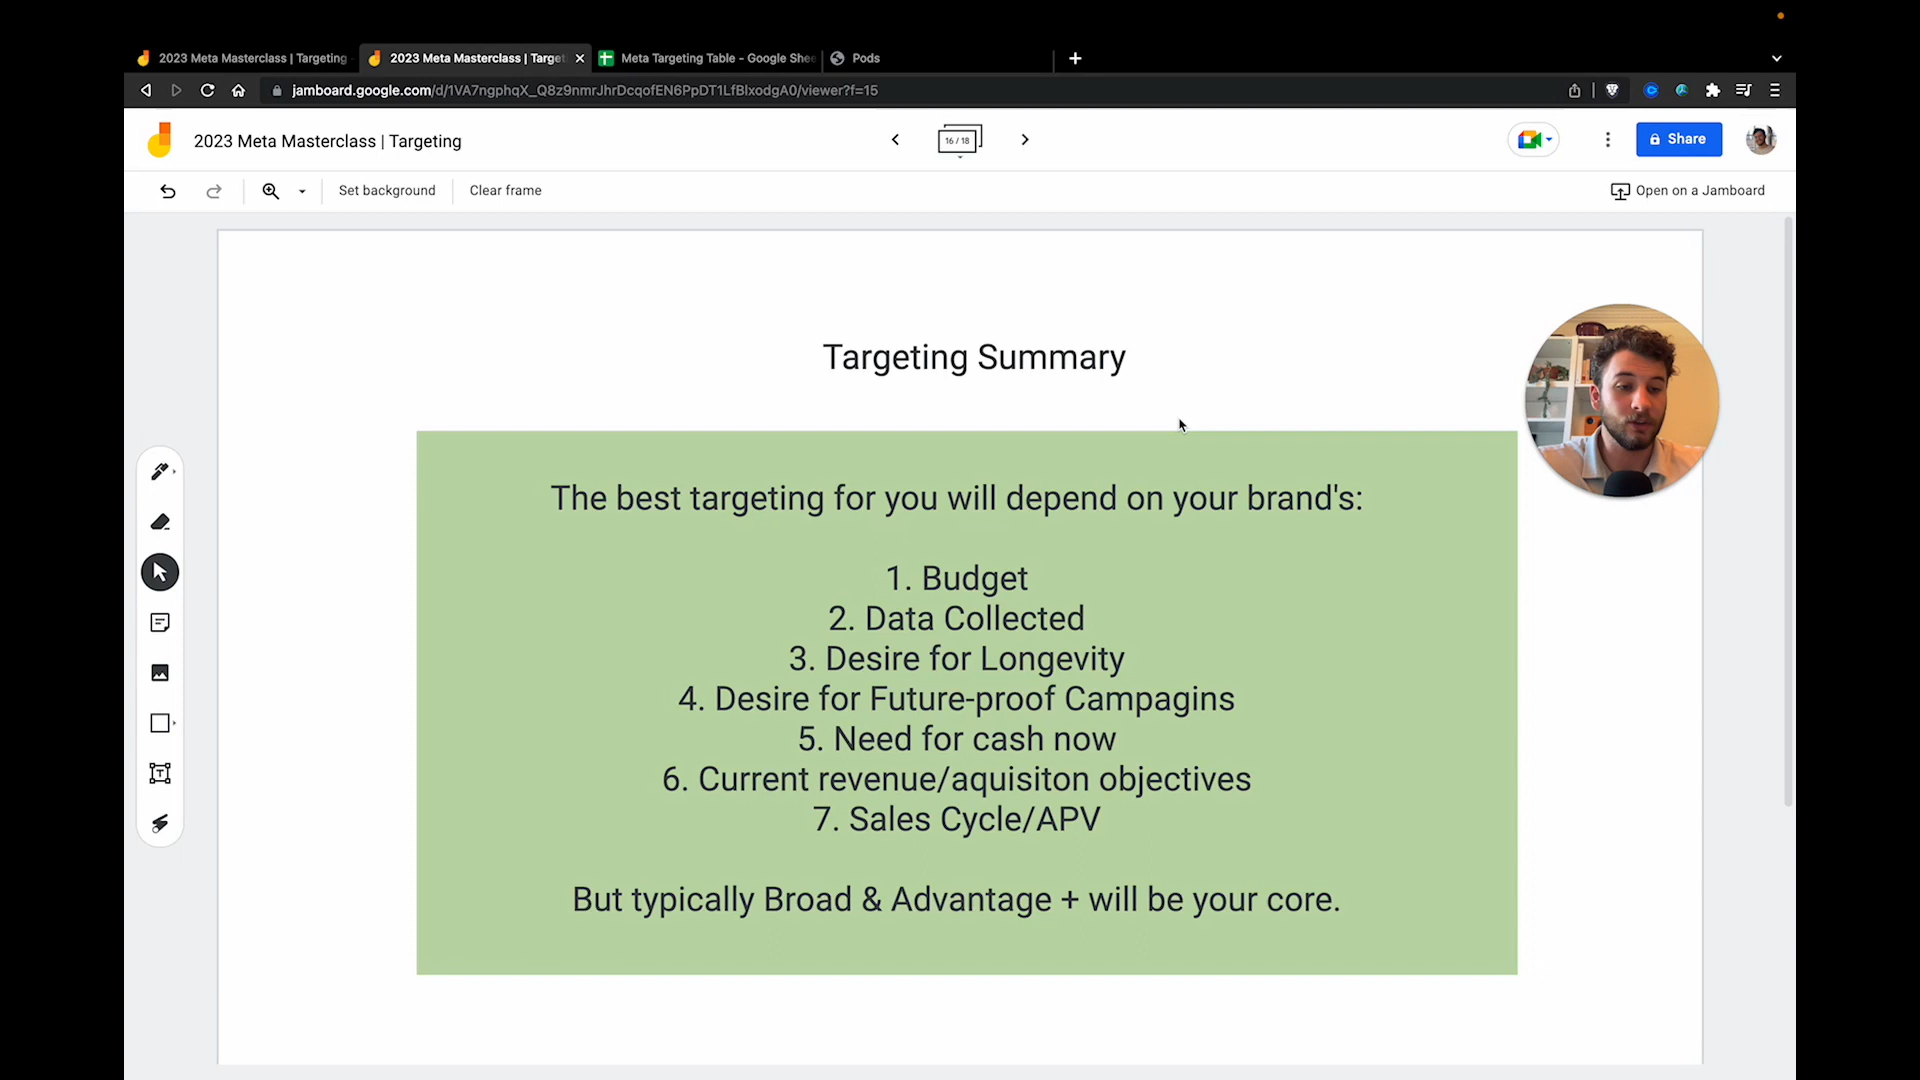 2023 Meta Masterclass | Targeting
2023 Meta Masterclass | Target
Meta Targeting Table - Google Shee
Pods
jamboard.google.com/d/1VA7ngphqX_Q8z9nmrJhrDcqofEN6PpDT1LfBlxodgA0/viewer?f=15
2023 Meta Masterclass | Targeting
16 / 18
Share
Set background
Clear frame
Open on a Jamboard
Targeting Summary
The best targeting for you will depend on your brand's:
1. Budget
2. Data Collected
3. Desire for Longevity
4. Desire for Future-proof Campagins
5. Need for cash now
6. Current revenue/aquisiton objectives
7. Sales Cycle/APV
But typically Broad & Advantage + will be your core.